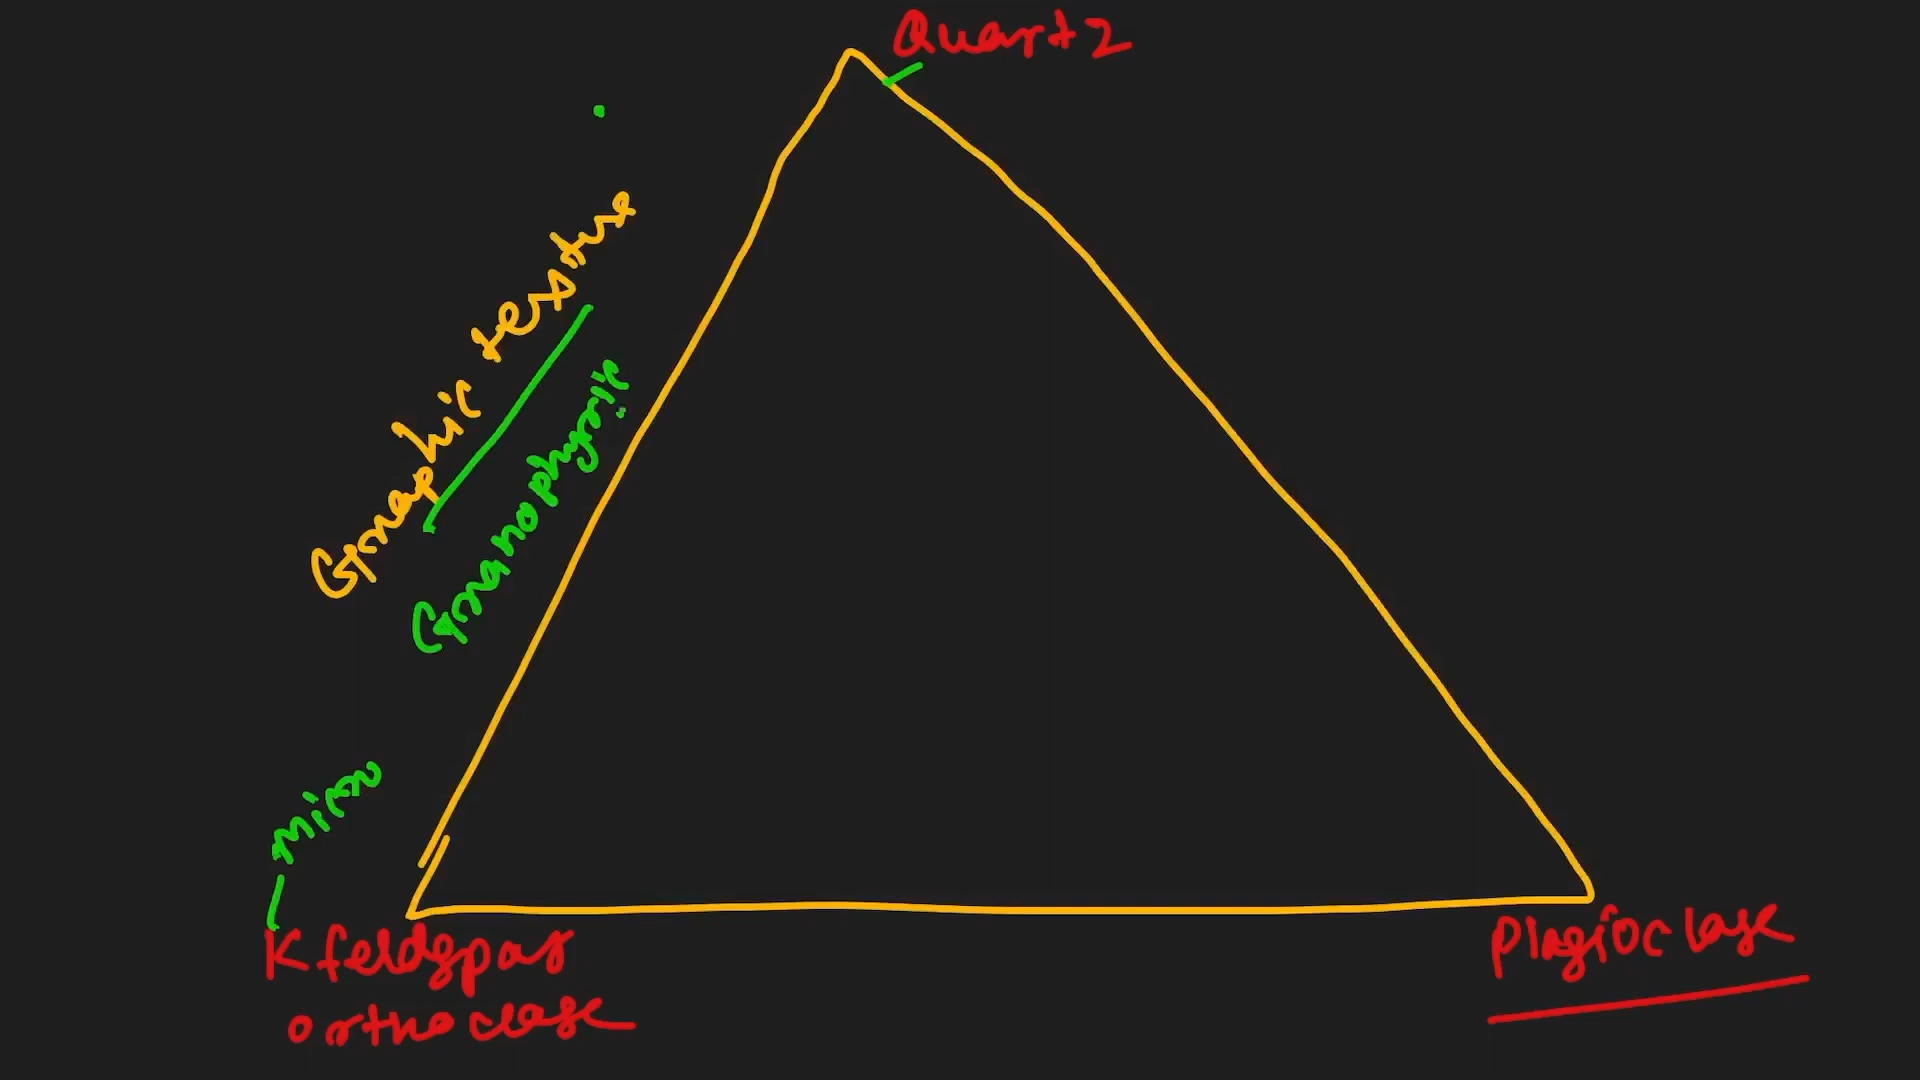 Quartz
Graphic texture
Granophyric
micro
K feldspar
orthoclase
Plagioclase